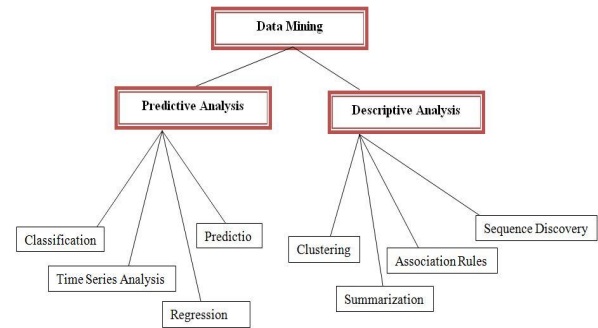 Data Mining
Predictive Analysis
Descriptive Analysis
Classification
Time Series Analysis
Regression
Predictio
Clustering
Summarization
Association Rules
Sequence Discovery